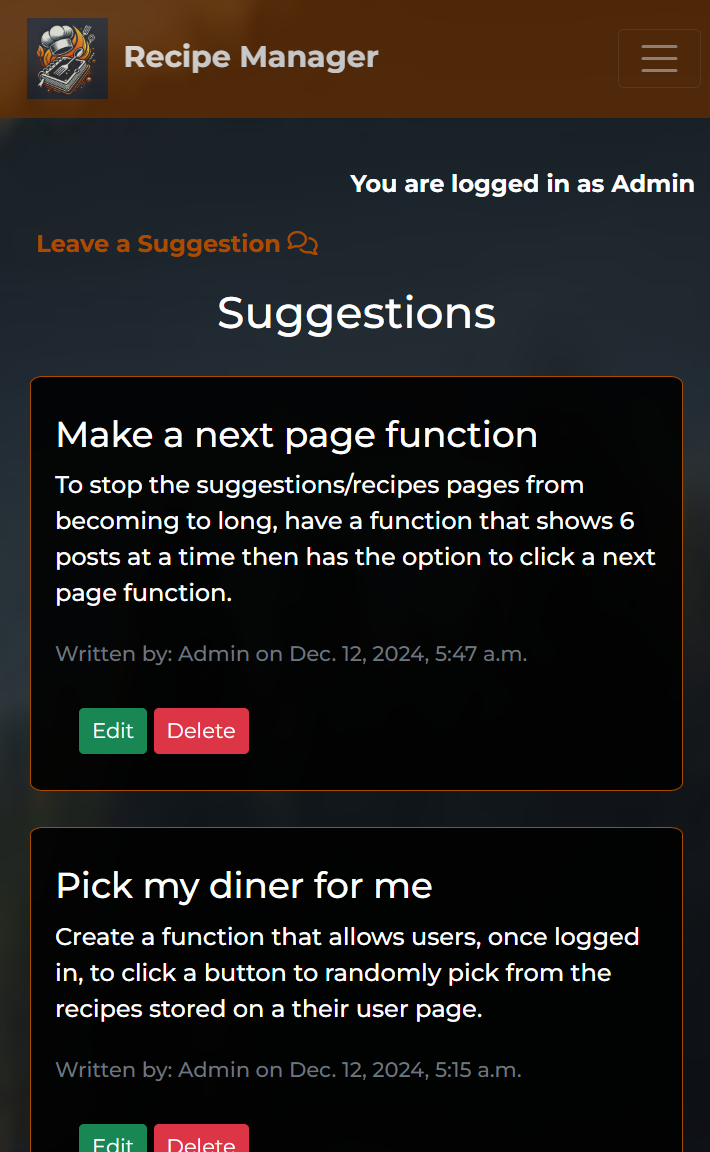 Recipe Manager
You are logged in as Admin
Leave a Suggestion
Suggestions
Make a next page function
To stop the suggestions/recipes pages from
becoming to long, have a function that shows 6
posts at a time then has the option to click a next
page function.
Written by: Admin on Dec. 12, 2024, 5:47 a.m.
Edit Delete
Pick my diner for me
Create a function that allows users, once logged
in, to click a button to randomly pick from the
recipes stored on a their user page.
Written by: Admin on Dec. 12, 2024, 5:15 a.m.
Edit Delete